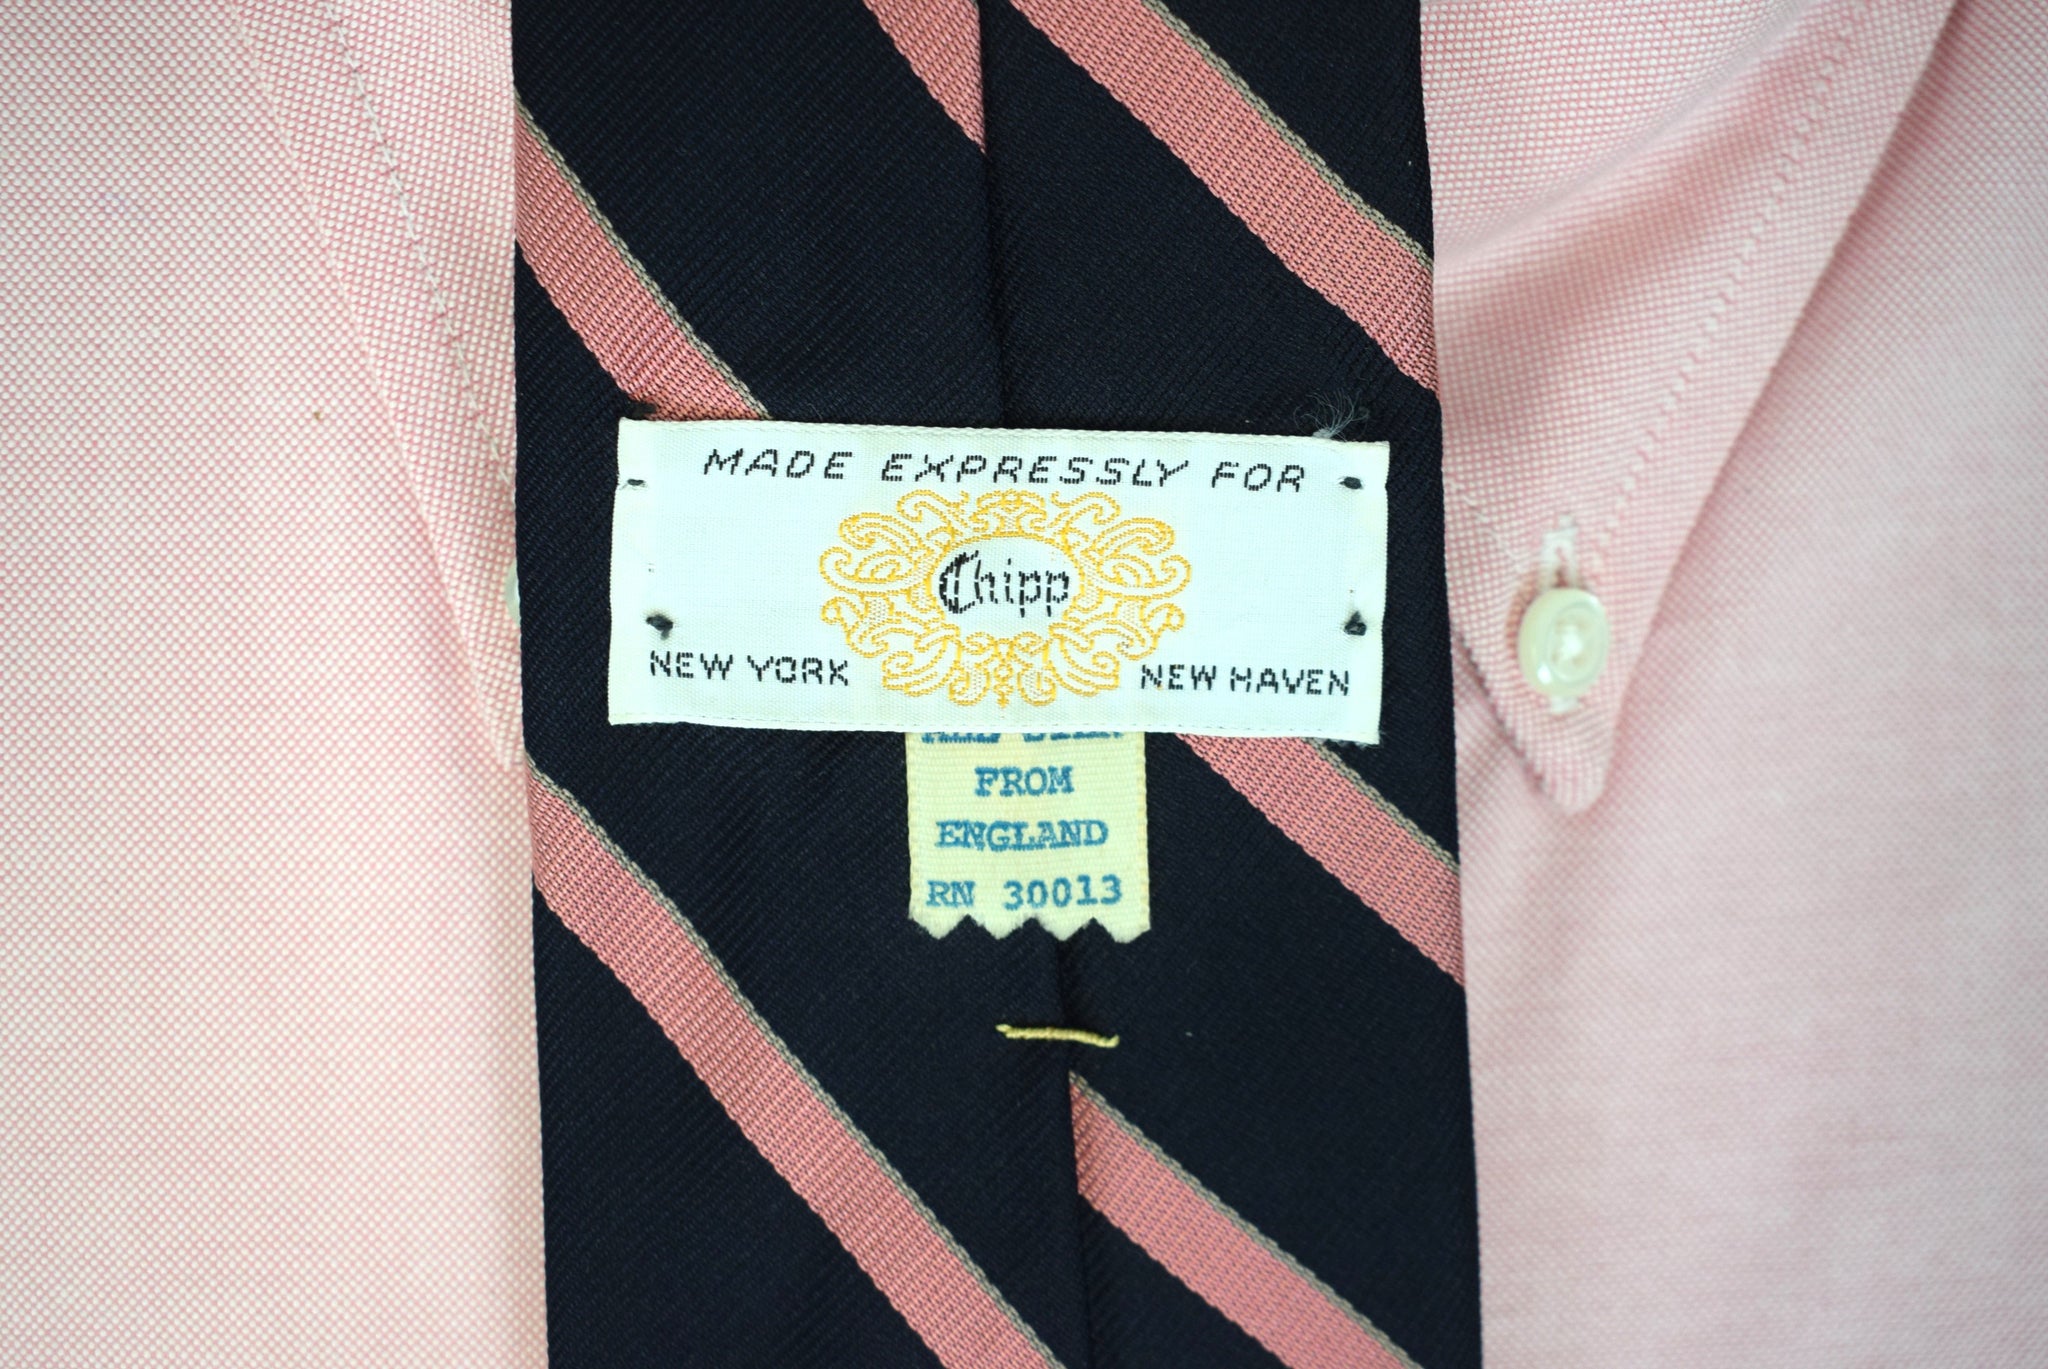 MADE EXPRESSLY FOR
Chipp
NEW YORK NEW HAVEN
FROM
ENGLAND
RN 30013